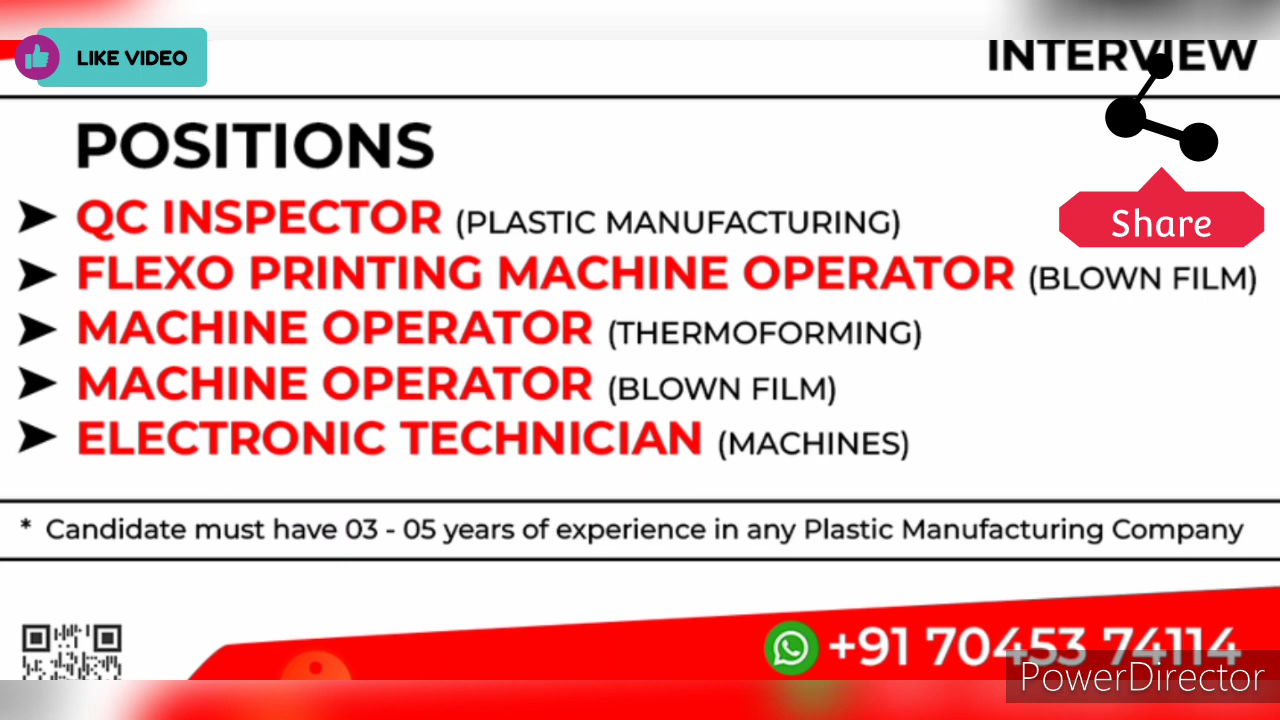 LIKE VIDEO
INTERVIEW
POSITIONS
Share
➤ QC INSPECTOR (PLASTIC MANUFACTURING)
➤ FLEXO PRINTING MACHINE OPERATOR (BLOWN FILM)
➤ MACHINE OPERATOR (THERMOFORMING)
➤ MACHINE OPERATOR (BLOWN FILM)
➤ ELECTRONIC TECHNICIAN (MACHINES)
* Candidate must have 03 - 05 years of experience in any Plastic Manufacturing Company
+91 70453 74114
PowerDirector